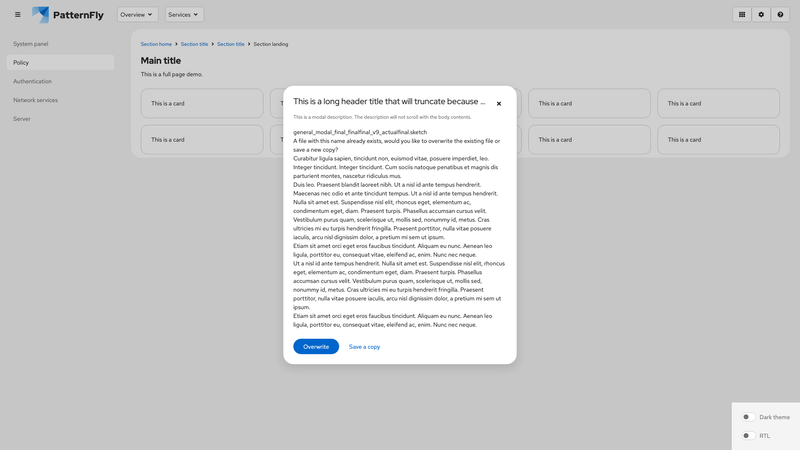 PatternFly
Overview
Services
System panel
Policy
Authentication
Network services
Server
Section home
Section title
Section title
Section landing
Main title
This is a full page demo.
This is a card
This is a card
This is a card
This is a card
This is a card
This is a card
This is a long header title that will truncate because ...
This is a modal description. The description will not scroll with the body contents.
general_modal_final_finalfinal_v9_actualfinal.sketch
A file with this name already exists, would you like to overwrite the existing file or
save a new copy?
Curabitur ligula sapien, tincidunt non, euismod vitae, posuere imperdiet, leo.
Integer tincidunt. Integer tincidunt. Cum sociis natoque penatibus et magnis dis
parturient montes, nascetur ridiculus mus.
Duis leo. Praesent blandit laoreet nibh. Ut a nisl id ante tempus hendrerit.
Maecenas nec odio et ante tincidunt tempus. Ut a nisl id ante tempus hendrerit.
Nulla sit amet est. Suspendisse nisl elit, rhoncus eget, elementum ac,
condimentum eget, diam. Praesent turpis. Phasellus accumsan cursus velit.
Vestibulum purus quam, scelerisque ut, mollis sed, nonummy id, metus. Cras
ultricies mi eu turpis hendrerit fringilla. Praesent porttitor, nulla vitae posuere
iaculis, arcu nisl dignissim dolor, a pretium mi sem ut ipsum.
Etiam sit amet orci eget eros faucibus tincidunt. Aliquam eu nunc. Aenean leo
ligula, porttitor eu, consequat vitae, eleifend ac, enim. Nunc nec neque.
Ut a nisl id ante tempus hendrerit. Nulla sit amet est. Suspendisse nisl elit, rhoncus
eget, elementum ac, condimentum eget, diam. Praesent turpis. Phasellus
accumsan cursus velit. Vestibulum purus quam, scelerisque ut, mollis sed,
nonummy id, metus. Cras ultricies mi eu turpis hendrerit fringilla. Praesent
porttitor, nulla vitae posuere iaculis, arcu nisl dignissim dolor, a pretium mi sem ut
ipsum.
Etiam sit amet orci eget eros faucibus tincidunt. Aliquam eu nunc. Aenean leo
ligula, porttitor eu, consequat vitae, eleifend ac, enim. Nunc nec neque.
Overwrite
Save a copy
Dark theme
RTL